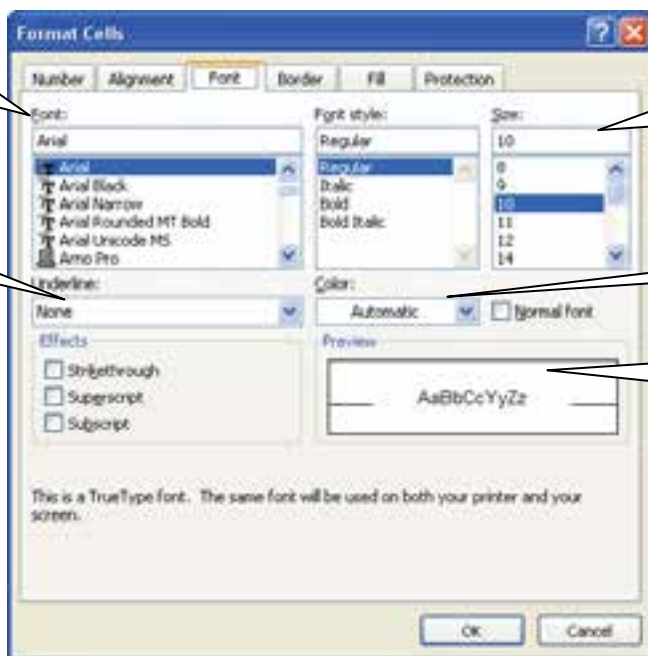 Format Cells
Number Alignment Font Border Fill Protection
Font: Font style: Size:
Arial Regular 10
Arial Regular 8
Arial Black Italic 9
Arial Narrow Bold 10
Arial Rounded MT Bold Bold Italic 11
Arial Unicode MS 12
Arno Pro 14
Underline: Color:
None Automatic Normal font
Effects Preview
Strikethrough
Superscript AaBbCcYyZz
Subscript
This is a TrueType font. The same font will be used on both your printer and your
screen.
OK Cancel